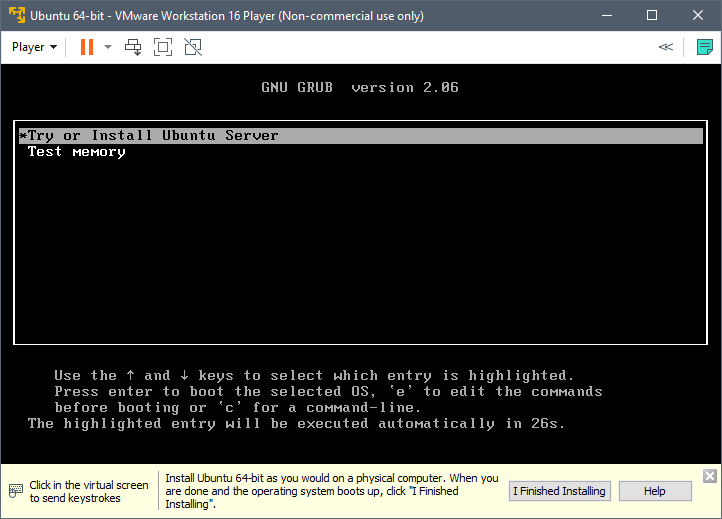 Ubuntu 64-bit - VMware Workstation 16 Player (Non-commercial use only)
Player
GNU GRUB version 2.06
*Try or Install Ubuntu Server
Test memory
Use the ↑ and ↓ keys to select which entry is highlighted.
Press enter to boot the selected OS, `e' to edit the commands
before booting or `c' for a command-line.
The highlighted entry will be executed automatically in 26s.
Click in the virtual screen
to send keystrokes
Install Ubuntu 64-bit as you would on a physical computer. When you
are done and the operating system boots up, click "I Finished
Installing".
I Finished Installing
Help